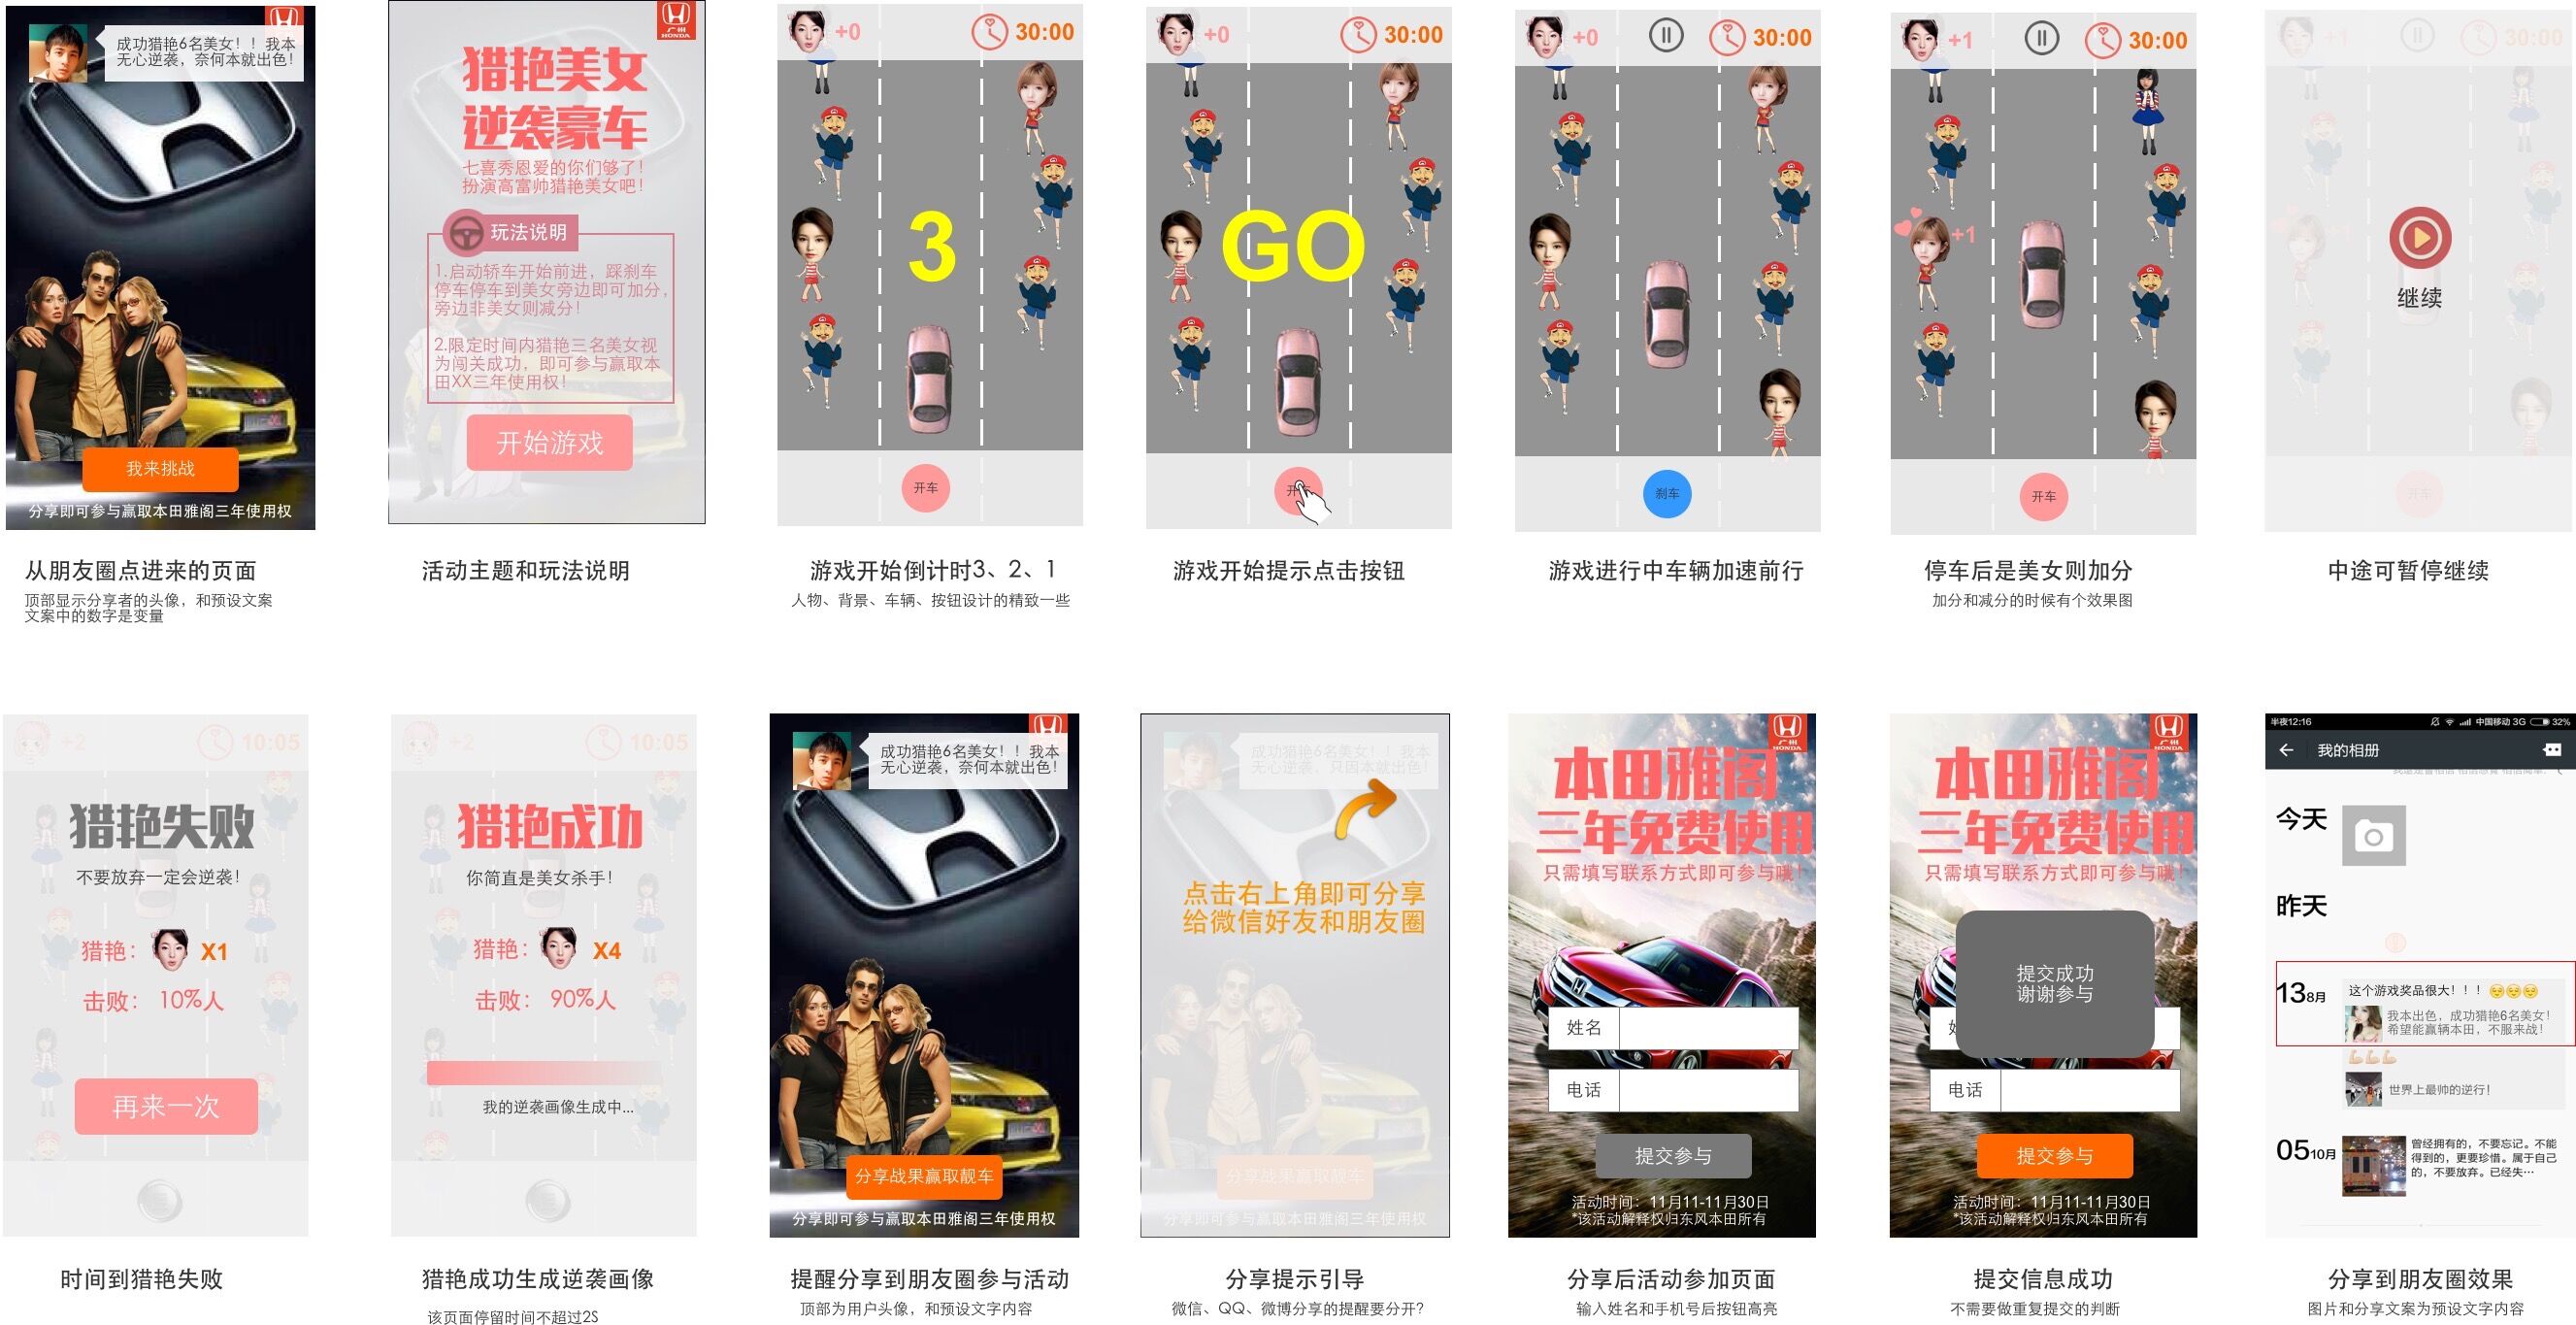 广州
HONDA
成功猎艳6名美女！！我本
无心逆袭，奈何本就出色！
我来挑战
分享即可参与赢取本田雅阁三年使用权
从朋友圈点进来的页面
顶部显示分享者的头像，和预设文案
文案中的数字是变量
猎艳美女
逆袭豪车
七喜秀恩爱的你们够了！
扮演高富帅猎艳美女吧！
玩法说明
1.启动轿车开始前进，踩刹车
停车停车到美女旁边即可加分，
旁边非美女则减分！
2.限定时间内猎艳三名美女视
为闯关成功，即可参与赢取本
田XX三年使用权！
开始游戏
活动主题和玩法说明
+0
30:00
3
开车
游戏开始倒计时3、2、1
人物、背景、车辆、按钮设计的精致一些
+0
30:00
GO
开车
游戏开始提示点击按钮
+0
30:00
刹车
游戏进行中车辆加速前行
+1
30:00
+1
开车
停车后是美女则加分
加分和减分的时候有个效果图
+1
30:00
继续
开车
中途可暂停继续
+2
10:05
猎艳失败
不要放弃一定会逆袭！
猎艳：
X1
击败： 10%人
再来一次
时间到猎艳失败
+2
10:05
猎艳成功
你简直是美女杀手！
猎艳：
X4
击败： 90%人
我的逆袭画像生成中...
猎艳成功生成逆袭画像
该页面停留时间不超过2S
成功猎艳6名美女！！我本
无心逆袭，奈何本就出色！
分享战果赢取靓车
分享即可参与赢取本田雅阁三年使用权
提醒分享到朋友圈参与活动
顶部为用户头像，和预设文字内容
成功猎艳6名美女！！我本
无心逆袭，只因本就出色！
点击右上角即可分享
给微信好友和朋友圈
分享战果赢取靓车
分享即可参与赢取本田雅阁三年使用权
分享提示引导
微信、QQ、微博分享的提醒要分开？
广州
HONDA
本田雅阁
三年免费使用
只需填写联系方式即可参与哦！
姓名
电话
提交参与
活动时间：11月11-11月30日
*该活动解释权归东风本田所有
分享后活动参加页面
输入姓名和手机号后按钮高亮
广州
HONDA
本田雅阁
三年免费使用
只需填写联系方式即可参与哦！
提交成功
谢谢参与
电话
提交参与
活动时间：11月11-11月30日
*该活动解释权归东风本田所有
提交信息成功
不需要做重复提交的判断
半夜12:16
中国移动 3G
32%
我的相册
今天
昨天
138月
这个游戏奖品很大！！！
我本出色，成功猎艳6名美女！
希望能赢辆本田，不服来战！
世界上最帅的逆行！
0510月
曾经拥有的，不要忘记。不能
得到的，更要珍惜。属于自己
的，不要放弃。已经失…
分享到朋友圈效果
图片和分享文案为预设文字内容